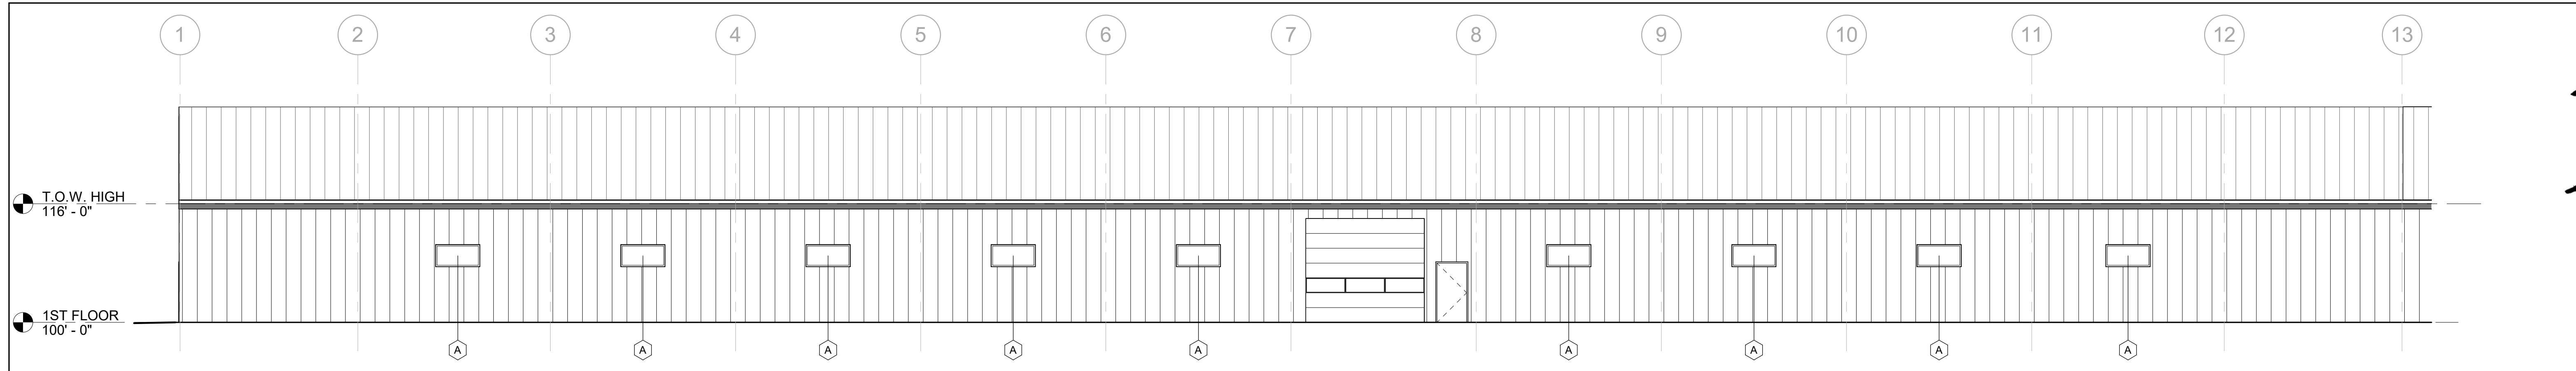 1 2 3 4 5 6 7 8 9 10 11 12 13
T.O.W. HIGH
116' - 0"
1ST FLOOR
100' - 0"
A A A A A A A A A